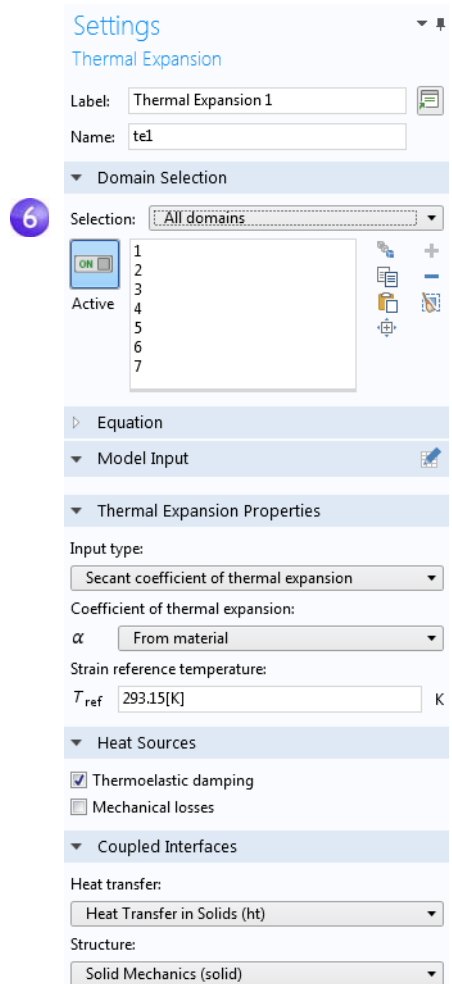 Settings
Thermal Expansion
Label: Thermal Expansion 1
Name: te1
Domain Selection
6
Selection: All domains
ON
Active
1
2
3
4
5
6
7
Equation
Model Input
Thermal Expansion Properties
Input type:
Secant coefficient of thermal expansion
Coefficient of thermal expansion:
α From material
Strain reference temperature:
T ref 293.15[K] K
Heat Sources
Thermoelastic damping
Mechanical losses
Coupled Interfaces
Heat transfer:
Heat Transfer in Solids (ht)
Structure:
Solid Mechanics (solid)